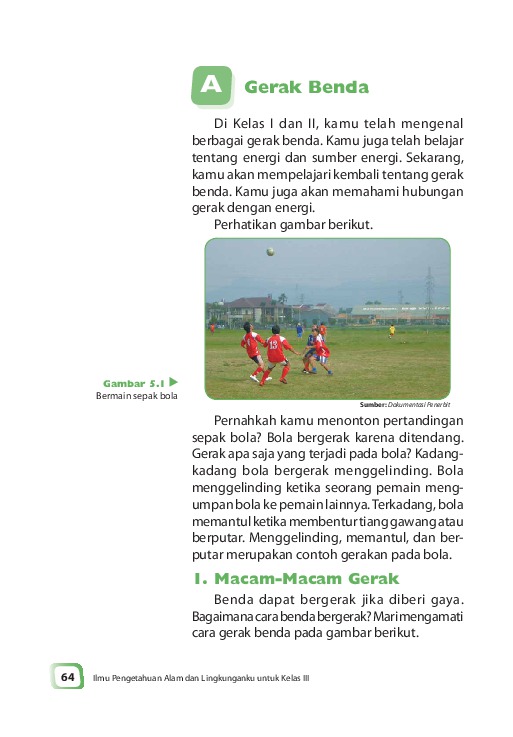 A Gerak Benda
Di Kelas I dan II, kamu telah mengenal
berbagai gerak benda. Kamu juga telah belajar
tentang energi dan sumber energi. Sekarang,
kamu akan mempelajari kembali tentang gerak
benda. Kamu juga akan memahami hubungan
gerak dengan energi.
Perhatikan gambar berikut.
13
Gambar 5.1
Bermain sepak bola
Sumber: Dokumentasi Penerbit
Pernahkah kamu menonton pertandingan
sepak bola? Bola bergerak karena ditendang.
Gerak apa saja yang terjadi pada bola? Kadang-
kadang bola bergerak menggelinding. Bola
menggelinding ketika seorang pemain meng-
umpan bola ke pemain lainnya. Terkadang, bola
memantul ketika membentur tiang gawang atau
berputar. Menggelinding, memantul, dan ber-
putar merupakan contoh gerakan pada bola.
1. Macam-Macam Gerak
Benda dapat bergerak jika diberi gaya.
Bagaimana cara benda bergerak? Mari mengamati
cara gerak benda pada gambar berikut.
64 Ilmu Pengetahuan Alam dan Lingkunganku untuk Kelas III